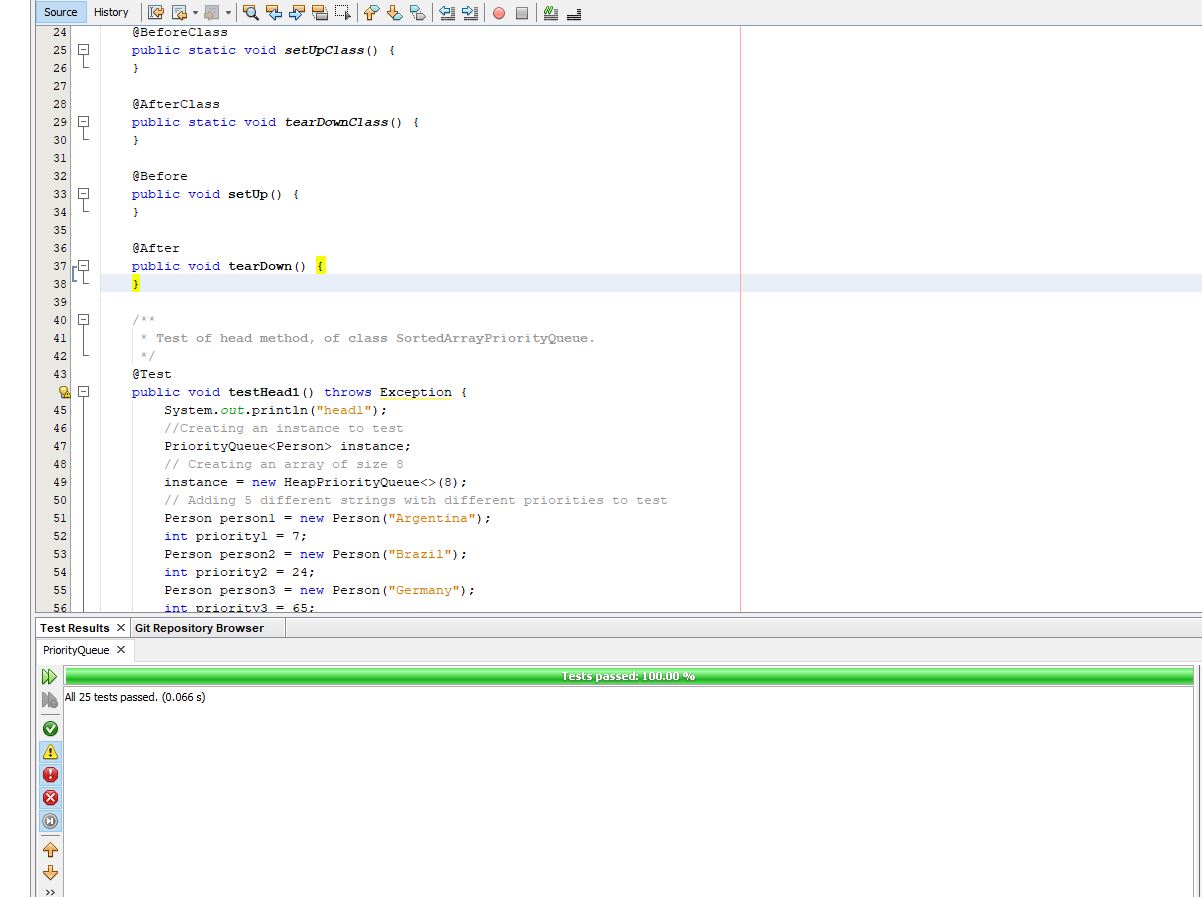 Source History
24 @BeforeClass
25 public static void setUpClass() {
26 }
27
28 @AfterClass
29 public static void tearDownClass() {
30 }
31
32 @Before
33 public void setUp() {
34 }
35
36 @After
37 public void tearDown() {
38 }
39
40 /**
41 * Test of head method, of class SortedArrayPriorityQueue.
42 */
43 @Test
public void testHead1() throws Exception {
45 System.out.println("head1");
46 //Creating an instance to test
47 PriorityQueue<Person> instance;
48 // Creating an array of size 8
49 instance = new HeapPriorityQueue<>(8);
50 // Adding 5 different strings with different priorities to test
51 Person person1 = new Person("Argentina");
52 int priority1 = 7;
53 Person person2 = new Person("Brazil");
54 int priority2 = 24;
55 Person person3 = new Person("Germany");
56 int priority3 = 65;
Test Results Git Repository Browser
PriorityQueue
Tests passed: 100.00 %
All 25 tests passed. (0.066 s)